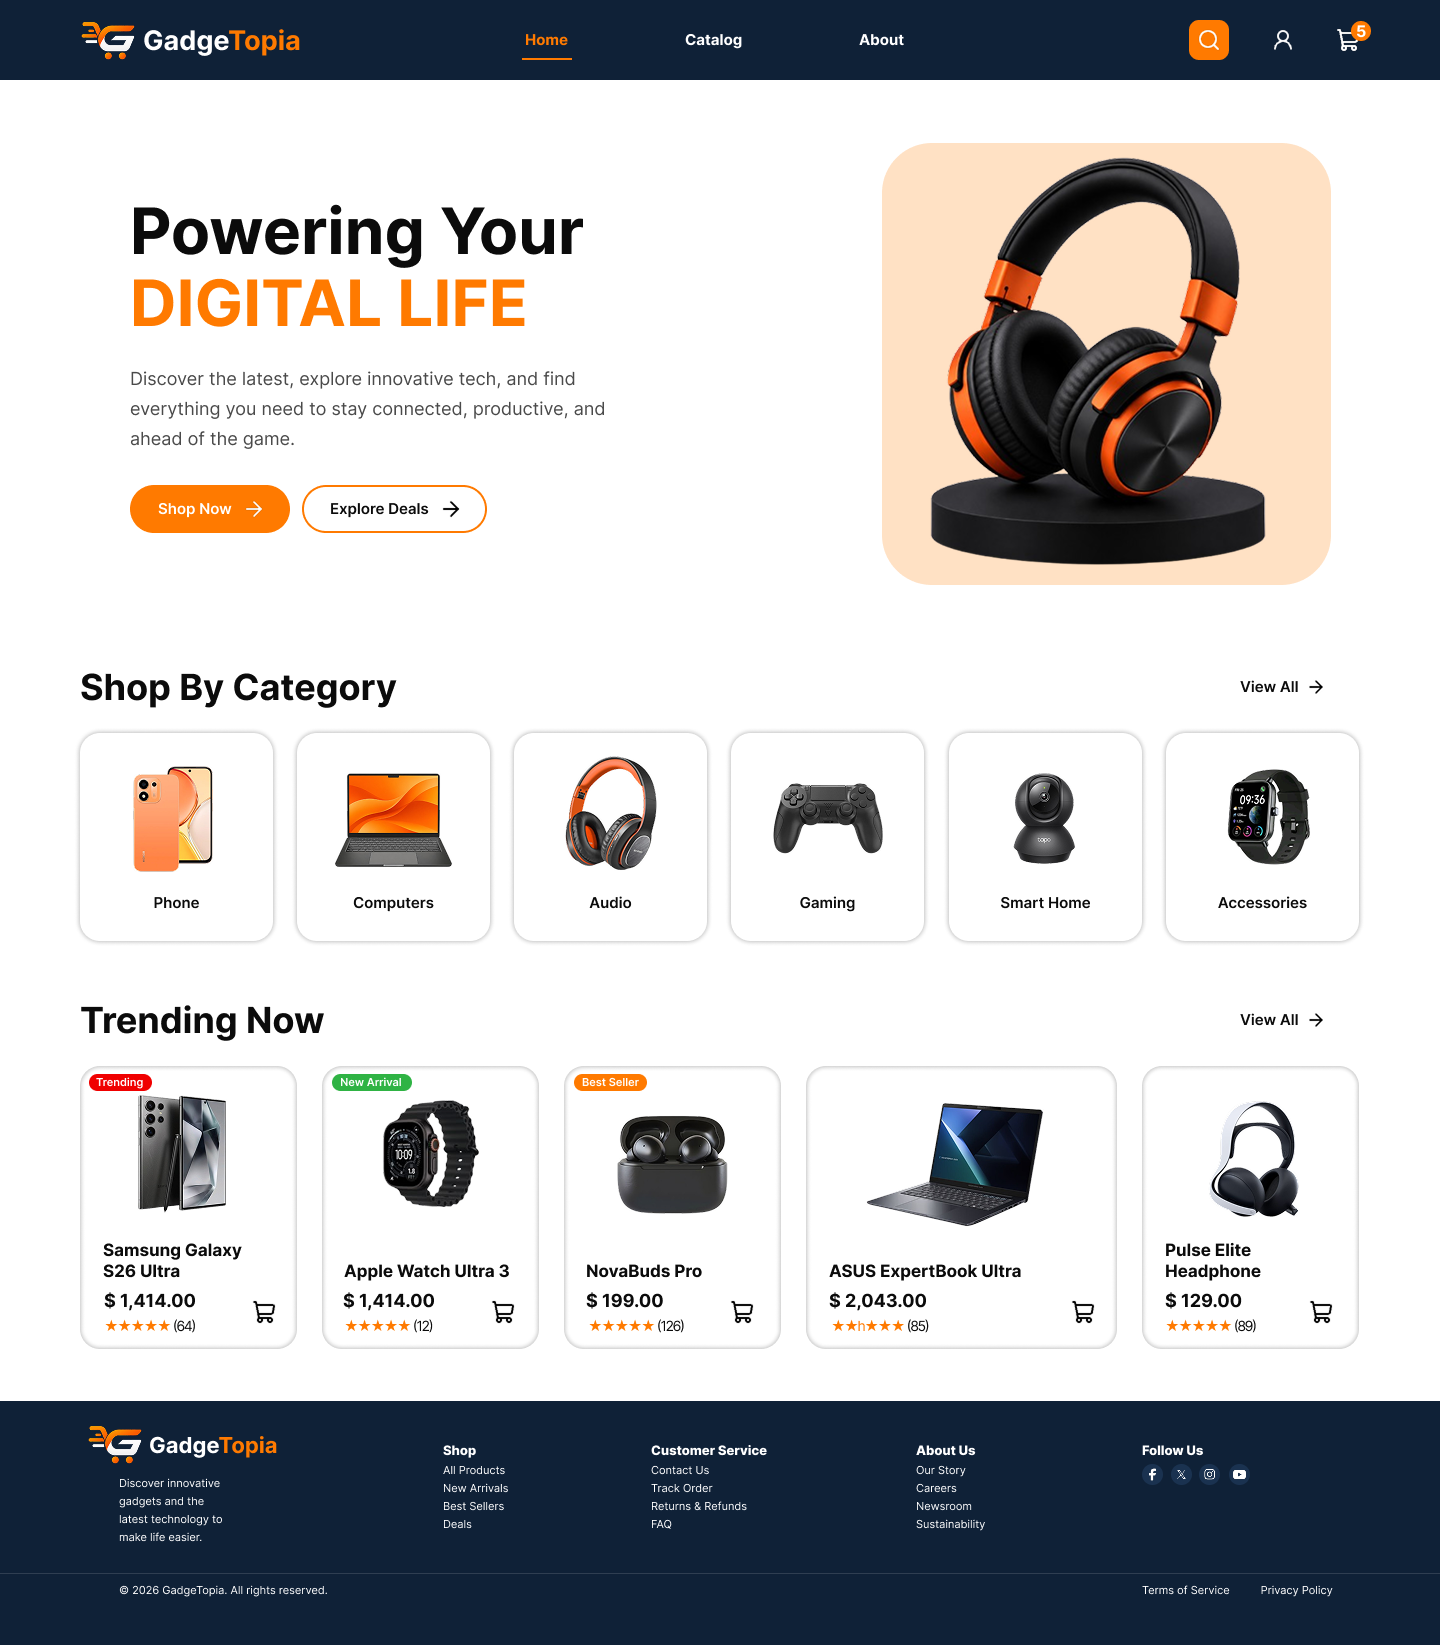 GadgeTopia
Home
Catalog
About
5
Powering Your
DIGITAL LIFE
Discover the latest, explore innovative tech, and find
everything you need to stay connected, productive, and
ahead of the game.
Shop Now
Explore Deals
Shop By Category
View All
Phone
Computers
tapo
09:36
Audio
Gaming
Smart Home
Accessories
Trending Now
View All
Trending
New Arrival
Best Seller
10:09
1.8
Samsung Galaxy
S26 Ultra
$ 1,414.00
★★★★★ (64)
Apple Watch Ultra 3
$ 1,414.00
★★★★★ (12)
NovaBuds Pro
$ 199.00
★★★★★ (126)
ASUS ExpertBook Ultra
$ 2,043.00
★★h★★★ (85)
Pulse Elite
Headphone
$ 129.00
★★★★★ (89)
GadgeTopia
Discover innovative
gadgets and the
latest technology to
make life easier.
Shop
All Products
New Arrivals
Best Sellers
Deals
Customer Service
Contact Us
Track Order
Returns & Refunds
FAQ
About Us
Our Story
Careers
Newsroom
Sustainability
Follow Us
© 2026 GadgeTopia. All rights reserved.
Terms of Service
Privacy Policy